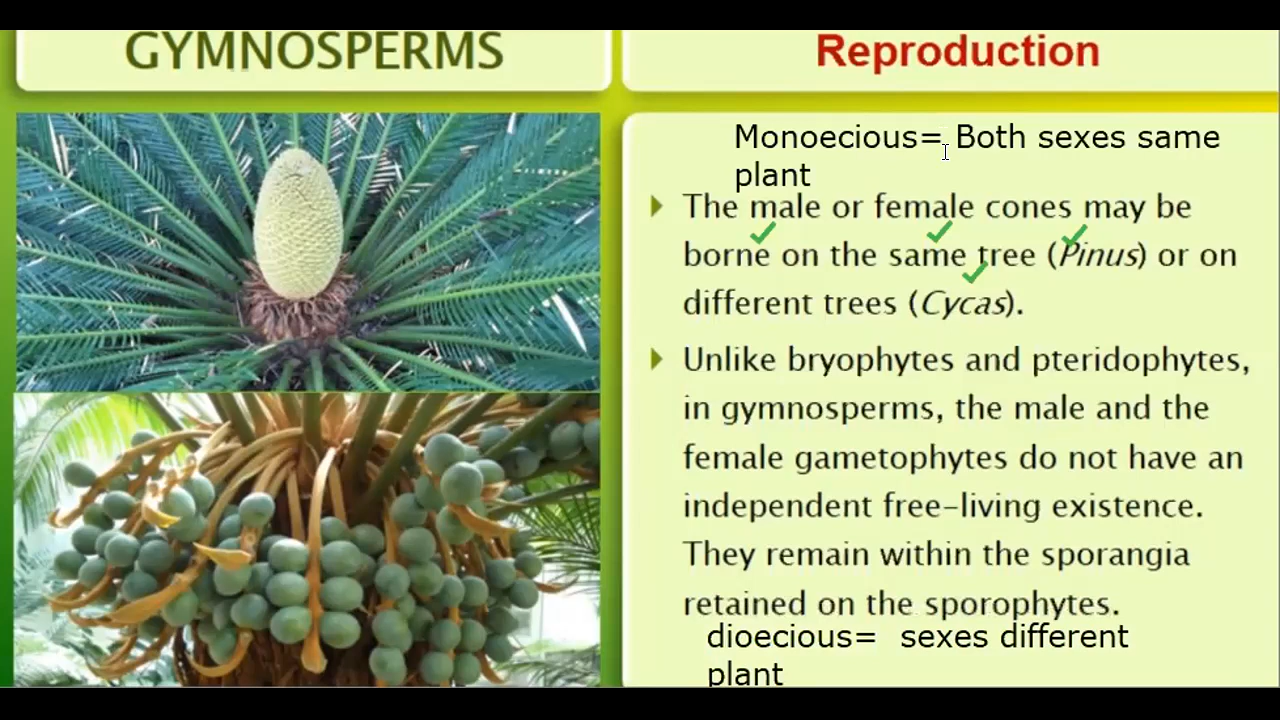 GYMNOSPERMS
Reproduction
Monoecious= Both sexes same
plant
The male or female cones may be
borne on the same tree (Pinus) or on
different trees (Cycas).
Unlike bryophytes and pteridophytes,
in gymnosperms, the male and the
female gametophytes do not have an
independent free-living existence.
They remain within the sporangia
retained on the sporophytes.
dioecious= sexes different
plant